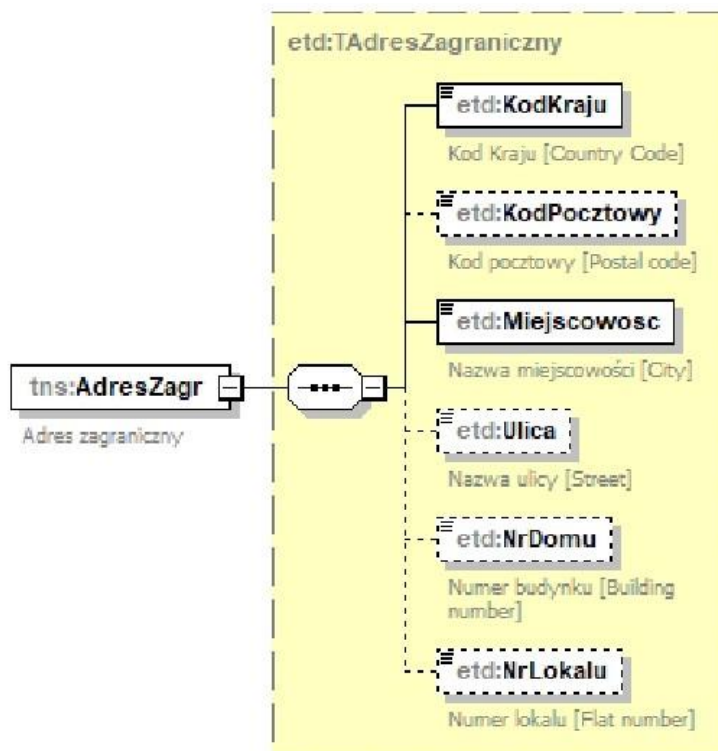 etd:TAdresZagraniczny
etd:KodKraju
Kod Kraju [Country Code]
etd:KodPocztowy
Kod pocztowy [Postal code]
etd:Miejscowosc
Nazwa miejscowości [City]
tns:AdresZagr
Adres zagraniczny
etd:Ulica
Nazwa ulicy [Street]
etd:NrDomu
Numer budynku [Building
number]
etd:NrLokalu
Numer lokalu [Flat number]